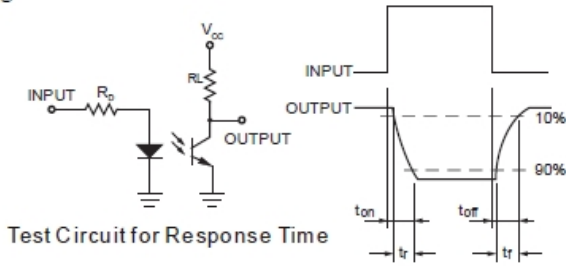 Vcc
RL
INPUT
RD
OUTPUT
Test Circuit for Response Time
INPUT
OUTPUT
10%
90%
ton
toff
tr
tf